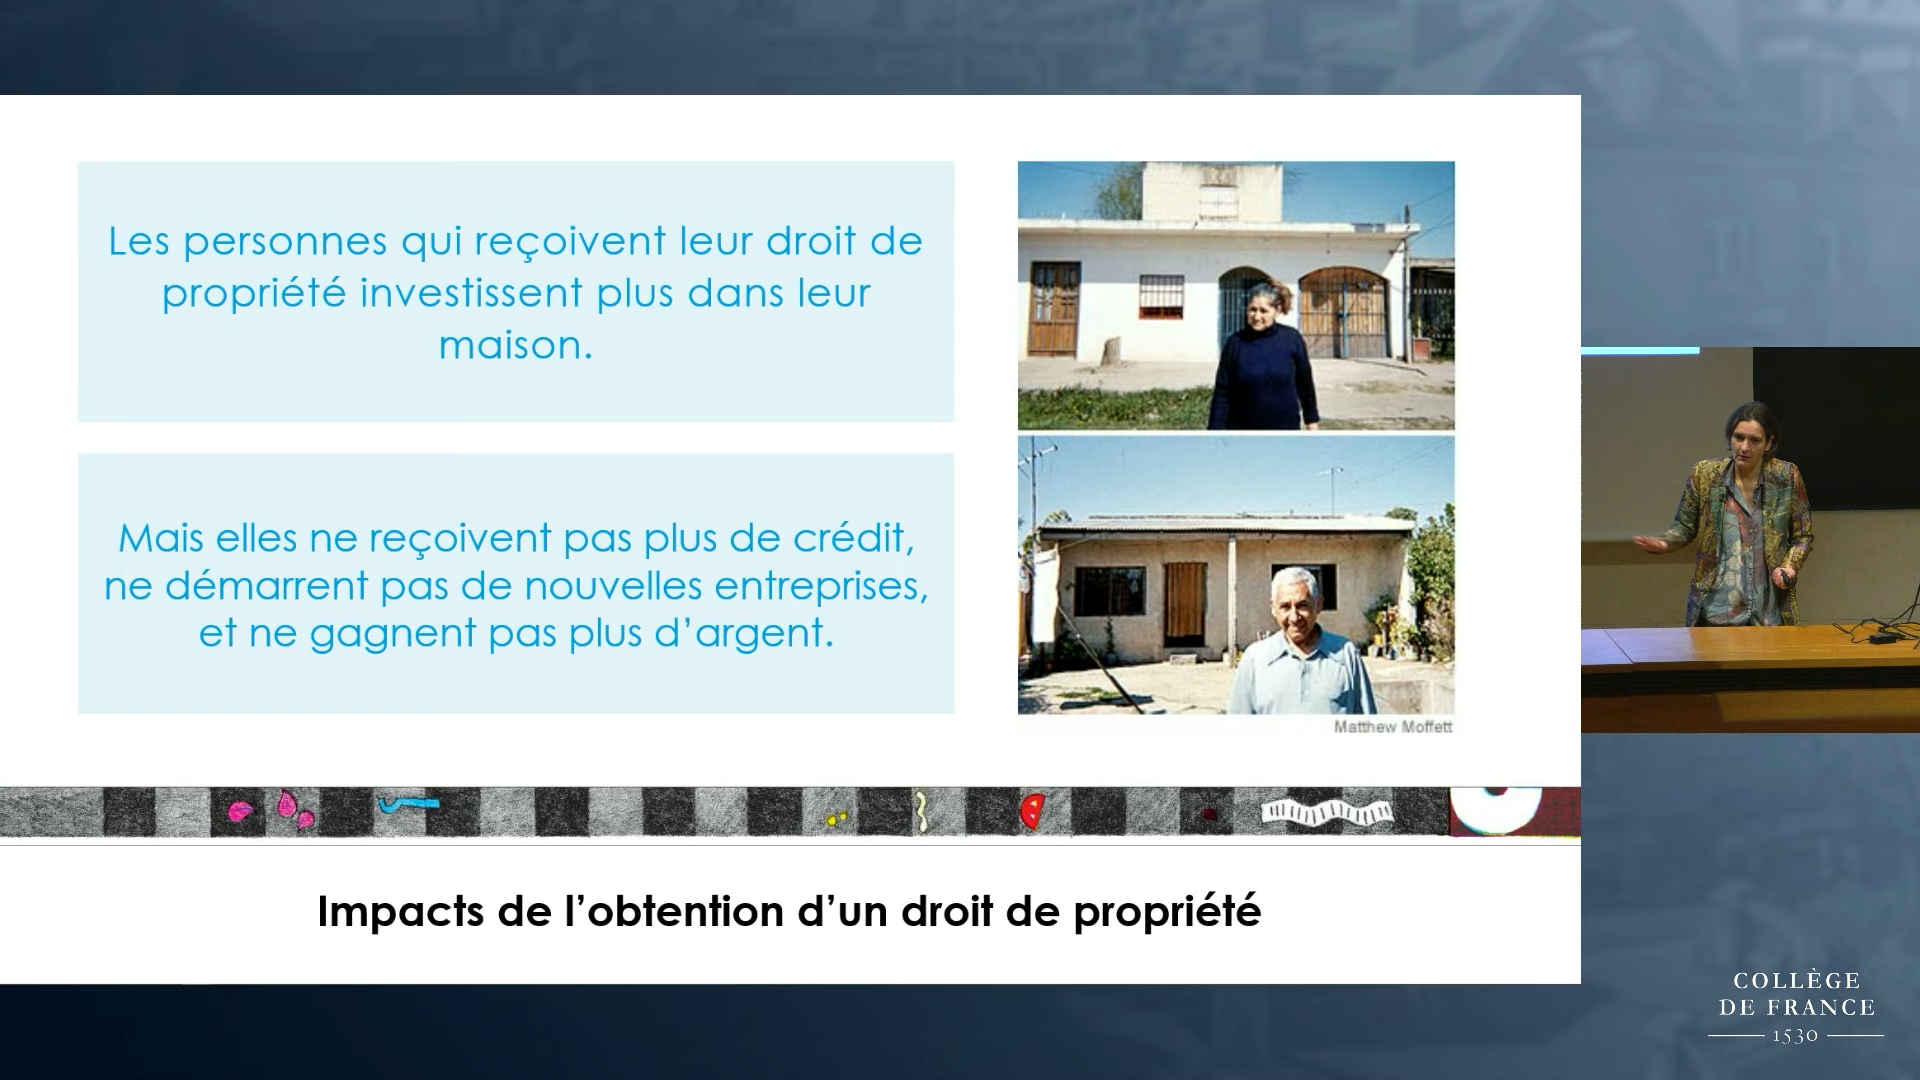 Les personnes qui reçoivent leur droit de
propriété investissent plus dans leur
maison.
Mais elles ne reçoivent pas plus de crédit,
ne démarrent pas de nouvelles entreprises,
et ne gagnent pas plus d’argent.
Matthew Moffett
Impacts de l’obtention d’un droit de propriété
COLLÈGE
DE FRANCE
1530